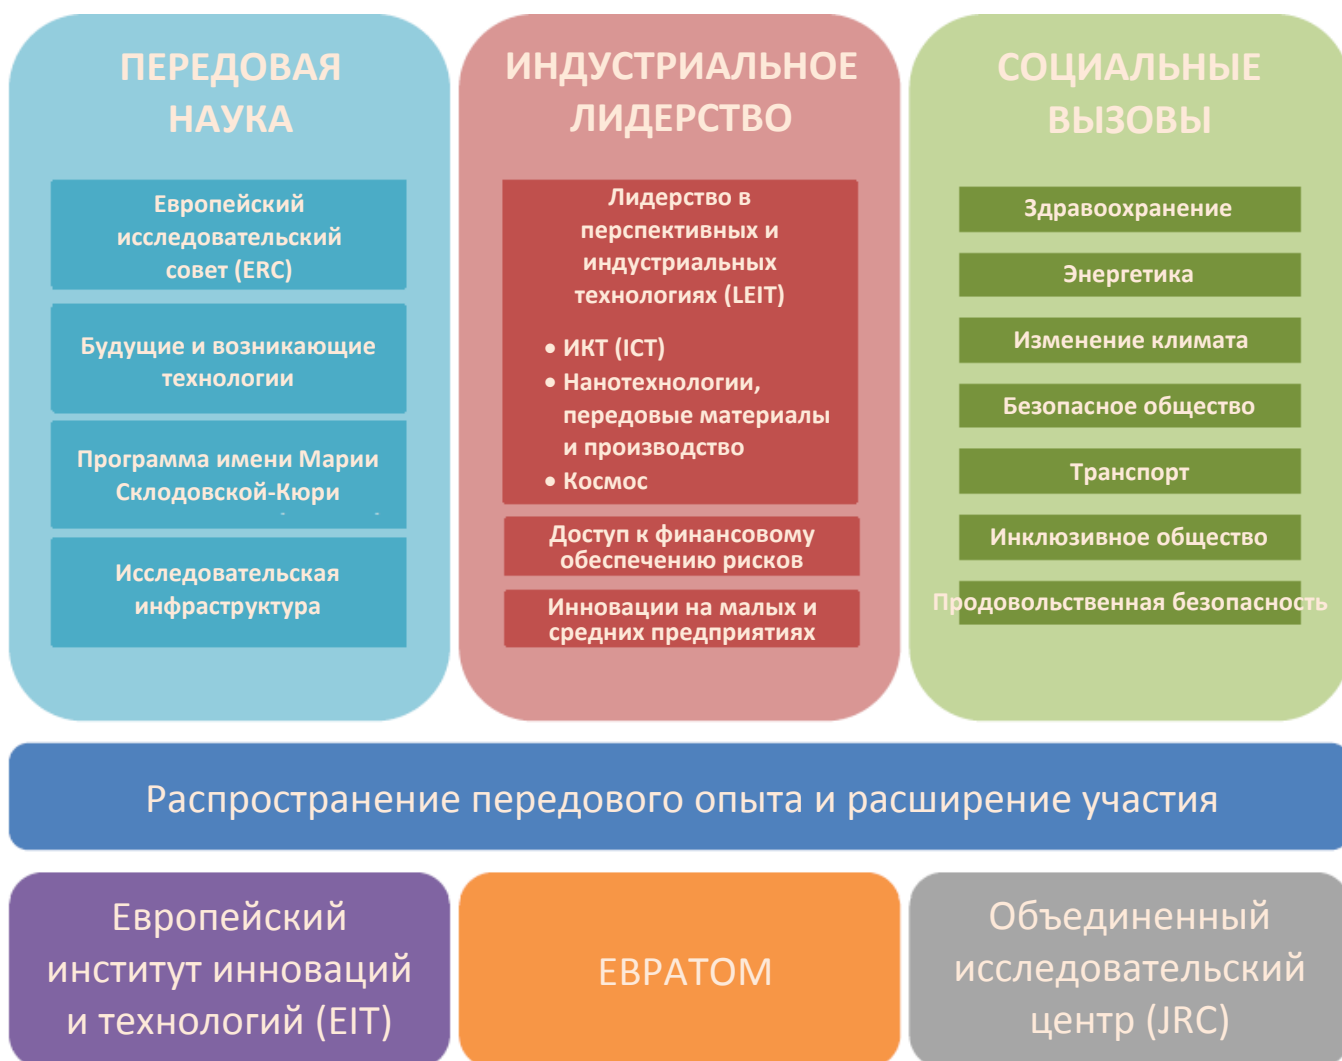 ПЕРЕДОВАЯ
НАУКА
Европейский
исследовательский
совет (ERC)
Будущие и возникающие
технологии
Программа имени Марии
Склодовской-Кюри
Исследовательская
инфраструктура
ИНДУСТРИАЛЬНОЕ
ЛИДЕРСТВО
Лидерство в
перспективных и
индустриальных
технологиях (LEIT)
• ИКТ (ICT)
• Нанотехнологии,
передовые материалы
и производство
• Космос
Доступ к финансовому
обеспечению рисков
Инновации на малых и
средних предприятиях
СОЦИАЛЬНЫЕ
ВЫЗОВЫ
Здравоохранение
Энергетика
Изменение климата
Безопасное общество
Транспорт
Инклюзивное общество
Продовольственная безопасность
Распространение передового опыта и расширение участия
Европейский
институт инноваций
и технологий (EIT)
ЕВРАТОМ
Объединенный
исследовательский
центр (JRC)